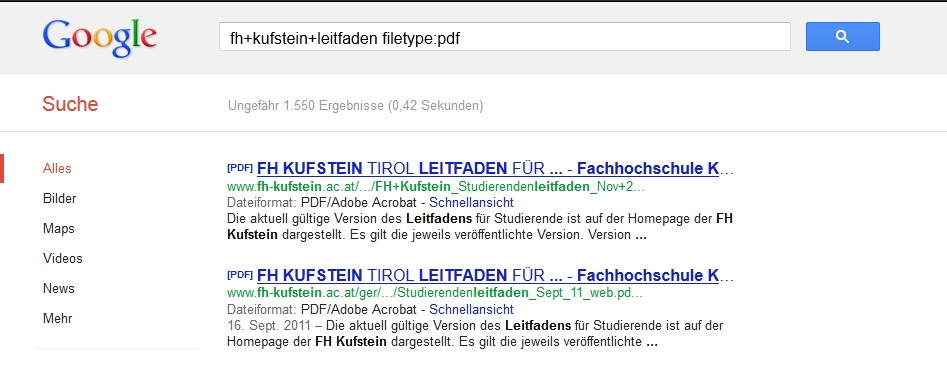 Google
fh+kufstein+leitfaden filetype:pdf
Suche
Ungefähr 1.550 Ergebnisse (0,42 Sekunden)
Alles
Bilder
Maps
Videos
News
Mehr
[PDF] FH KUFSTEIN TIROL LEITFADEN FÜR ... - Fachhochschule K...
www.fh-kufstein.ac.at/.../FH+Kufstein_Studierendenleitfaden_Nov+2...
Dateiformat: PDF/Adobe Acrobat - Schnellansicht
Die aktuell gültige Version des Leitfadens für Studierende ist auf der Homepage der FH
Kufstein dargestellt. Es gilt die jeweils veröffentlichte Version. Version ...
[PDF] FH KUFSTEIN TIROL LEITFADEN FÜR ... - Fachhochschule K...
www.fh-kufstein.ac.at/ger/.../Studierendenleitfaden_Sept_11_web.pd...
Dateiformat: PDF/Adobe Acrobat - Schnellansicht
16. Sept. 2011 – Die aktuell gültige Version des Leitfadens für Studierende ist auf der
Homepage der FH Kufstein dargestellt. Es gilt die jeweils veröffentlichte ...